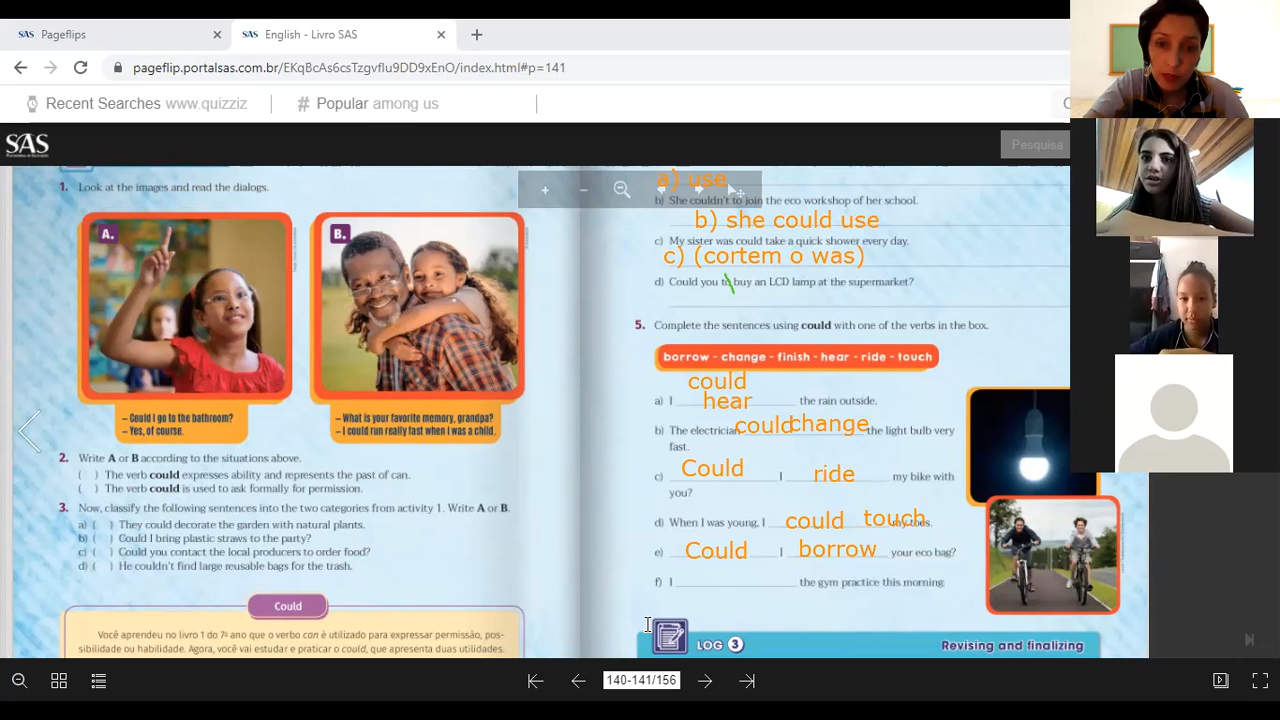 SAS Pageflips
SAS English - Livro SAS
pageflip.portalsas.com.br/EKqBcAs6csTzgvflu9DD9xEnO/index.html#p=141
Recent Searches www.quizziz
# Popular among us
SAS
Pesquisa
1. Look at the images and read the dialogs.
A.
B.
– Could I go to the bathroom?
– Yes, of course.
– What is your favorite memory, grandpa?
– I could run really fast when I was a child.
2. Write A or B according to the situations above.
( ) The verb could expresses ability and represents the past of can.
( ) The verb could is used to ask formally for permission.
3. Now, classify the following sentences into the two categories from activity 1. Write A or B.
a) ( ) They could decorate the garden with natural plants.
b) ( ) Could I bring plastic straws to the party?
c) ( ) Could you contact the local producers to order food?
d) ( ) He couldn't find large reusable bags for the trash.
Could
Você aprendeu no livro 1 do 7º ano que o verbo can é utilizado para expressar permissão, pos-
sibilidade ou habilidade. Agora, você vai estudar e praticar o could, que apresenta duas utilidades.
a) use
b) She couldn't to join the eco workshop of her school.
b) she could use
c) My sister was could take a quick shower every day.
c) (cortem o was)
d) Could you to buy an LCD lamp at the supermarket?
5. Complete the sentences using could with one of the verbs in the box.
borrow - change - finish - hear - ride - touch
could
a) I hear the rain outside.
b) The electrician could change the light bulb very
fast.
c) Could I ride my bike with
you?
d) When I was young, I could touch my toes.
e) Could I borrow your eco bag?
f) I the gym practice this morning.
LOG 3 Revising and finalizing
140-141/156